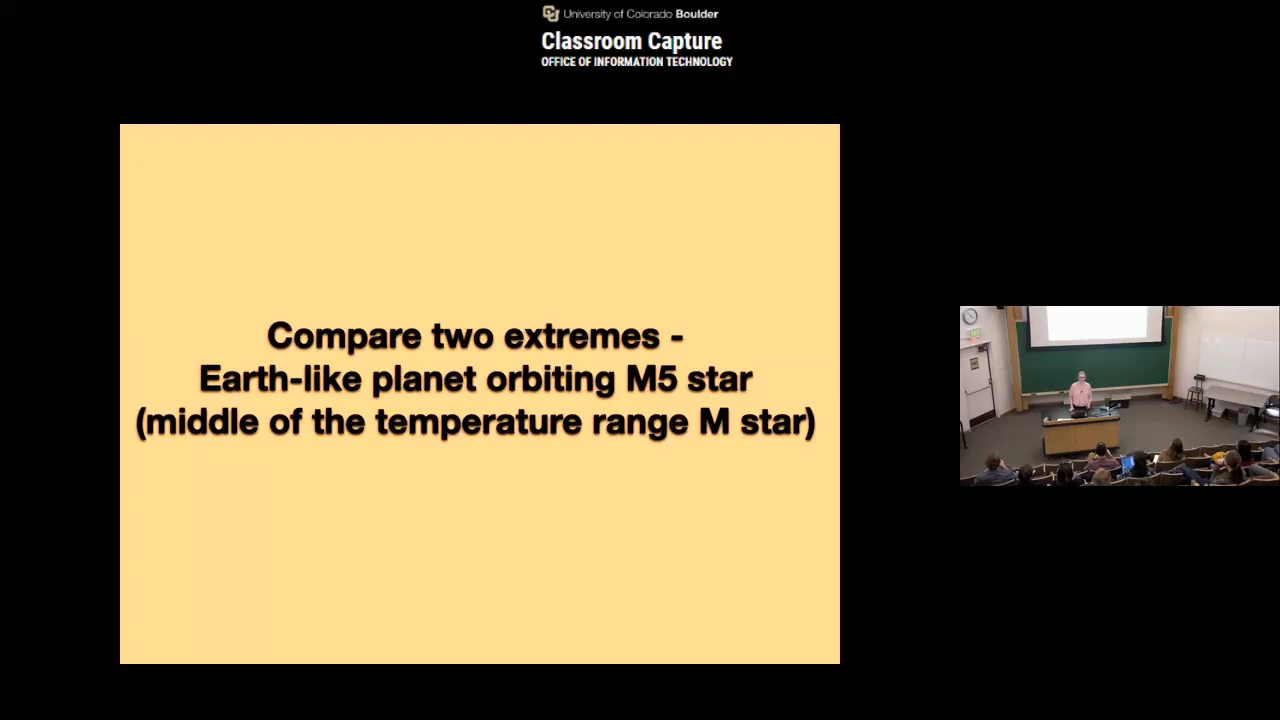 University of Colorado Boulder
Classroom Capture
OFFICE OF INFORMATION TECHNOLOGY
Compare two extremes -
Earth-like planet orbiting M5 star
(middle of the temperature range M star)